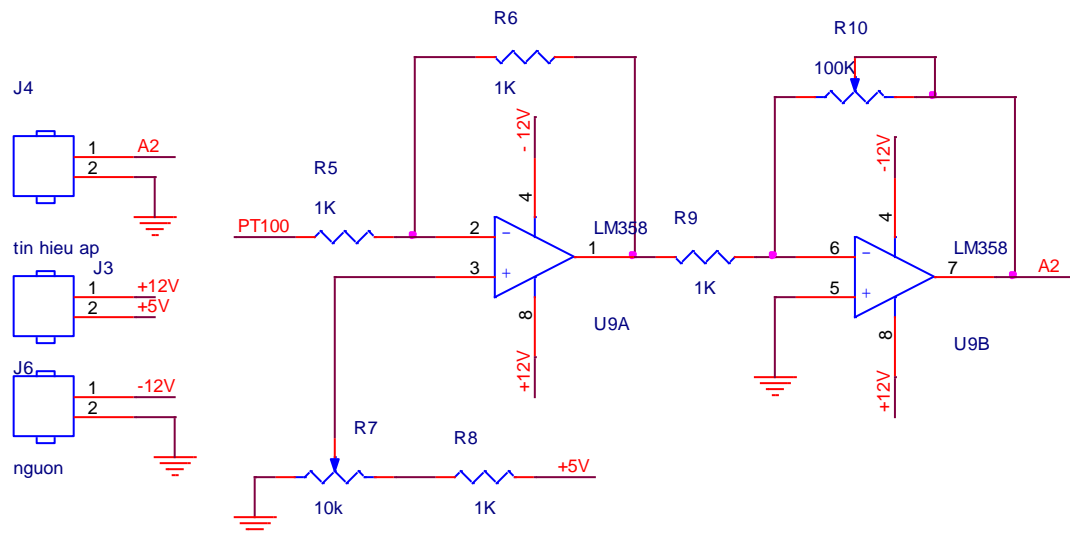 J4
1
A2
2
tin hieu ap
J3
1
+12V
2
+5V
J6
1
-12V
2
nguon
R6
1K
R5
1K
PT100
- 12V
4
2
-
3
+
1
8
+12V
LM358
U9A
R7
10k
R8
1K
+5V
R9
1K
R10
100K
-12V
4
6
-
5
+
7
8
+12V
LM358
U9B
A2